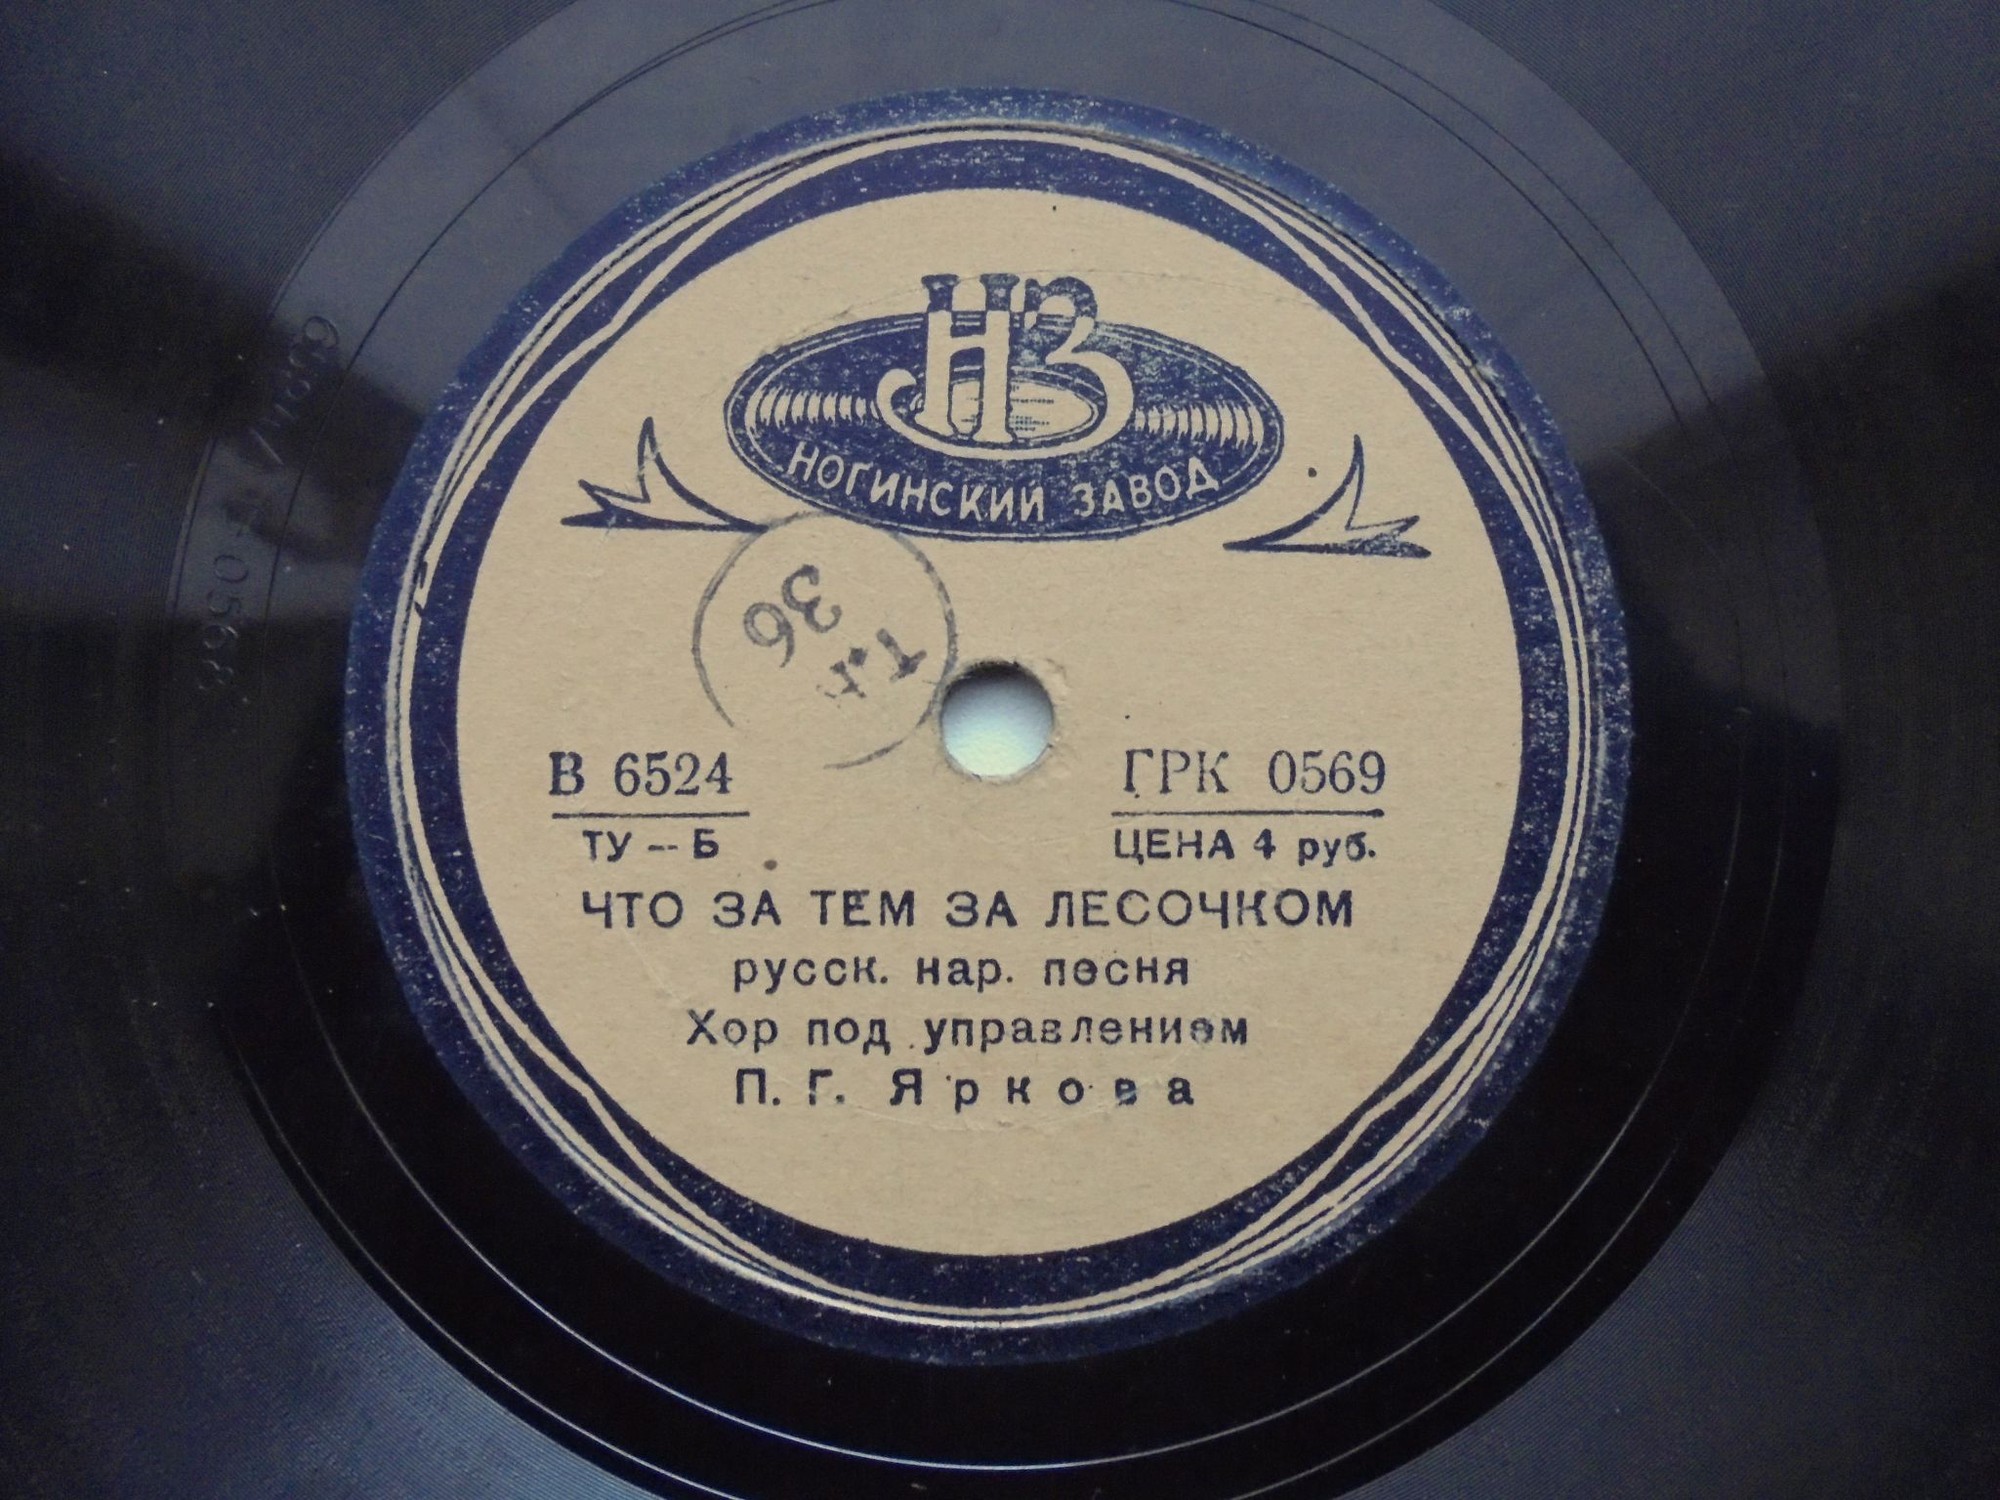 НЗ
НОГИНСКИЙ ЗАВОД
Т.
36
В 6524
ГРК 0569
ТУ — Б
ЦЕНА 4 руб.
ЧТО ЗА ТЕМ ЗА ЛЕСОЧКОМ
русск. нар. песня
Хор под управлением
П. Г. Яркова
0568